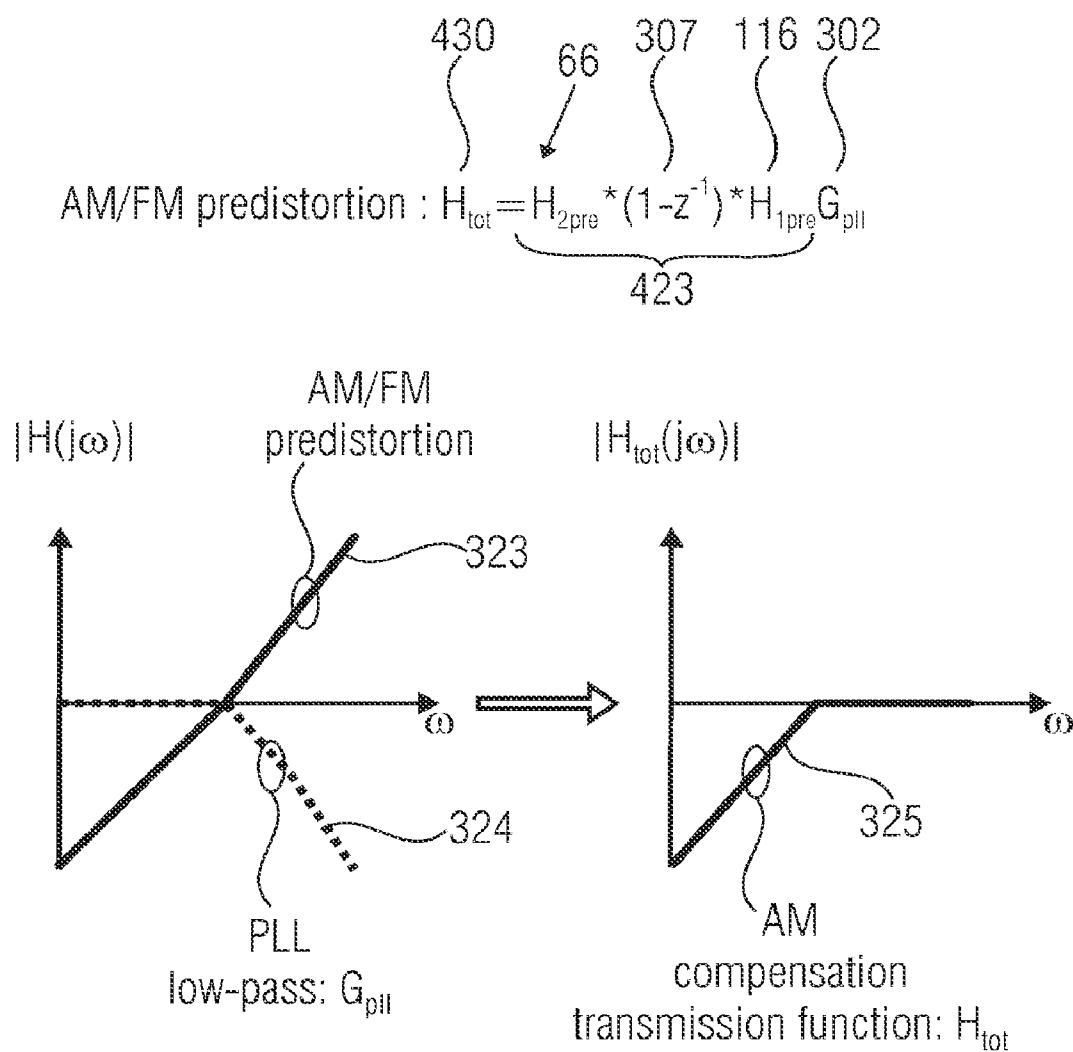 430 307 116 302
66
AM/FM predistortion : H_tot = H_2pre * (1-z^-1) * H_1pre G_pll
423
AM/FM
predistortion
|H(jω)|
323
ω
324
PLL
low-pass: G_pll
|H_tot(jω)|
ω
325
AM
compensation
transmission function: H_tot